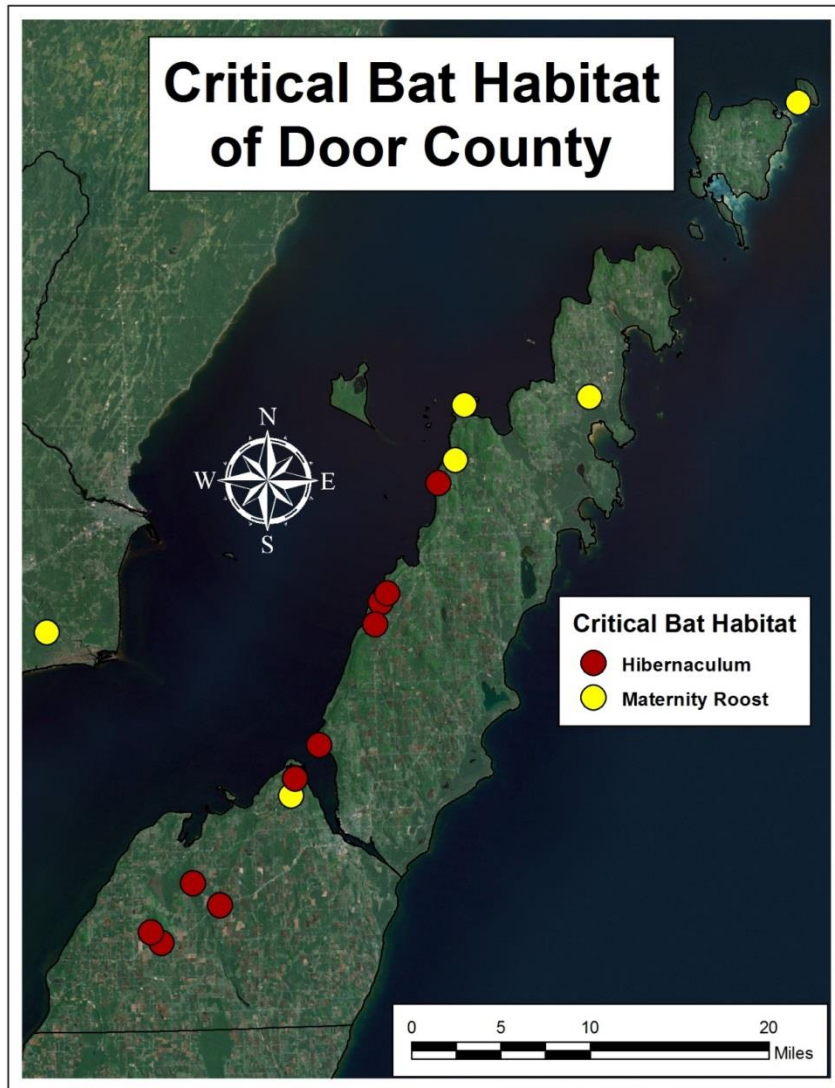 Critical Bat Habitat
of Door County
N
W E
S
Critical Bat Habitat
Hibernaculum
Maternity Roost
0 5 10 20
Miles